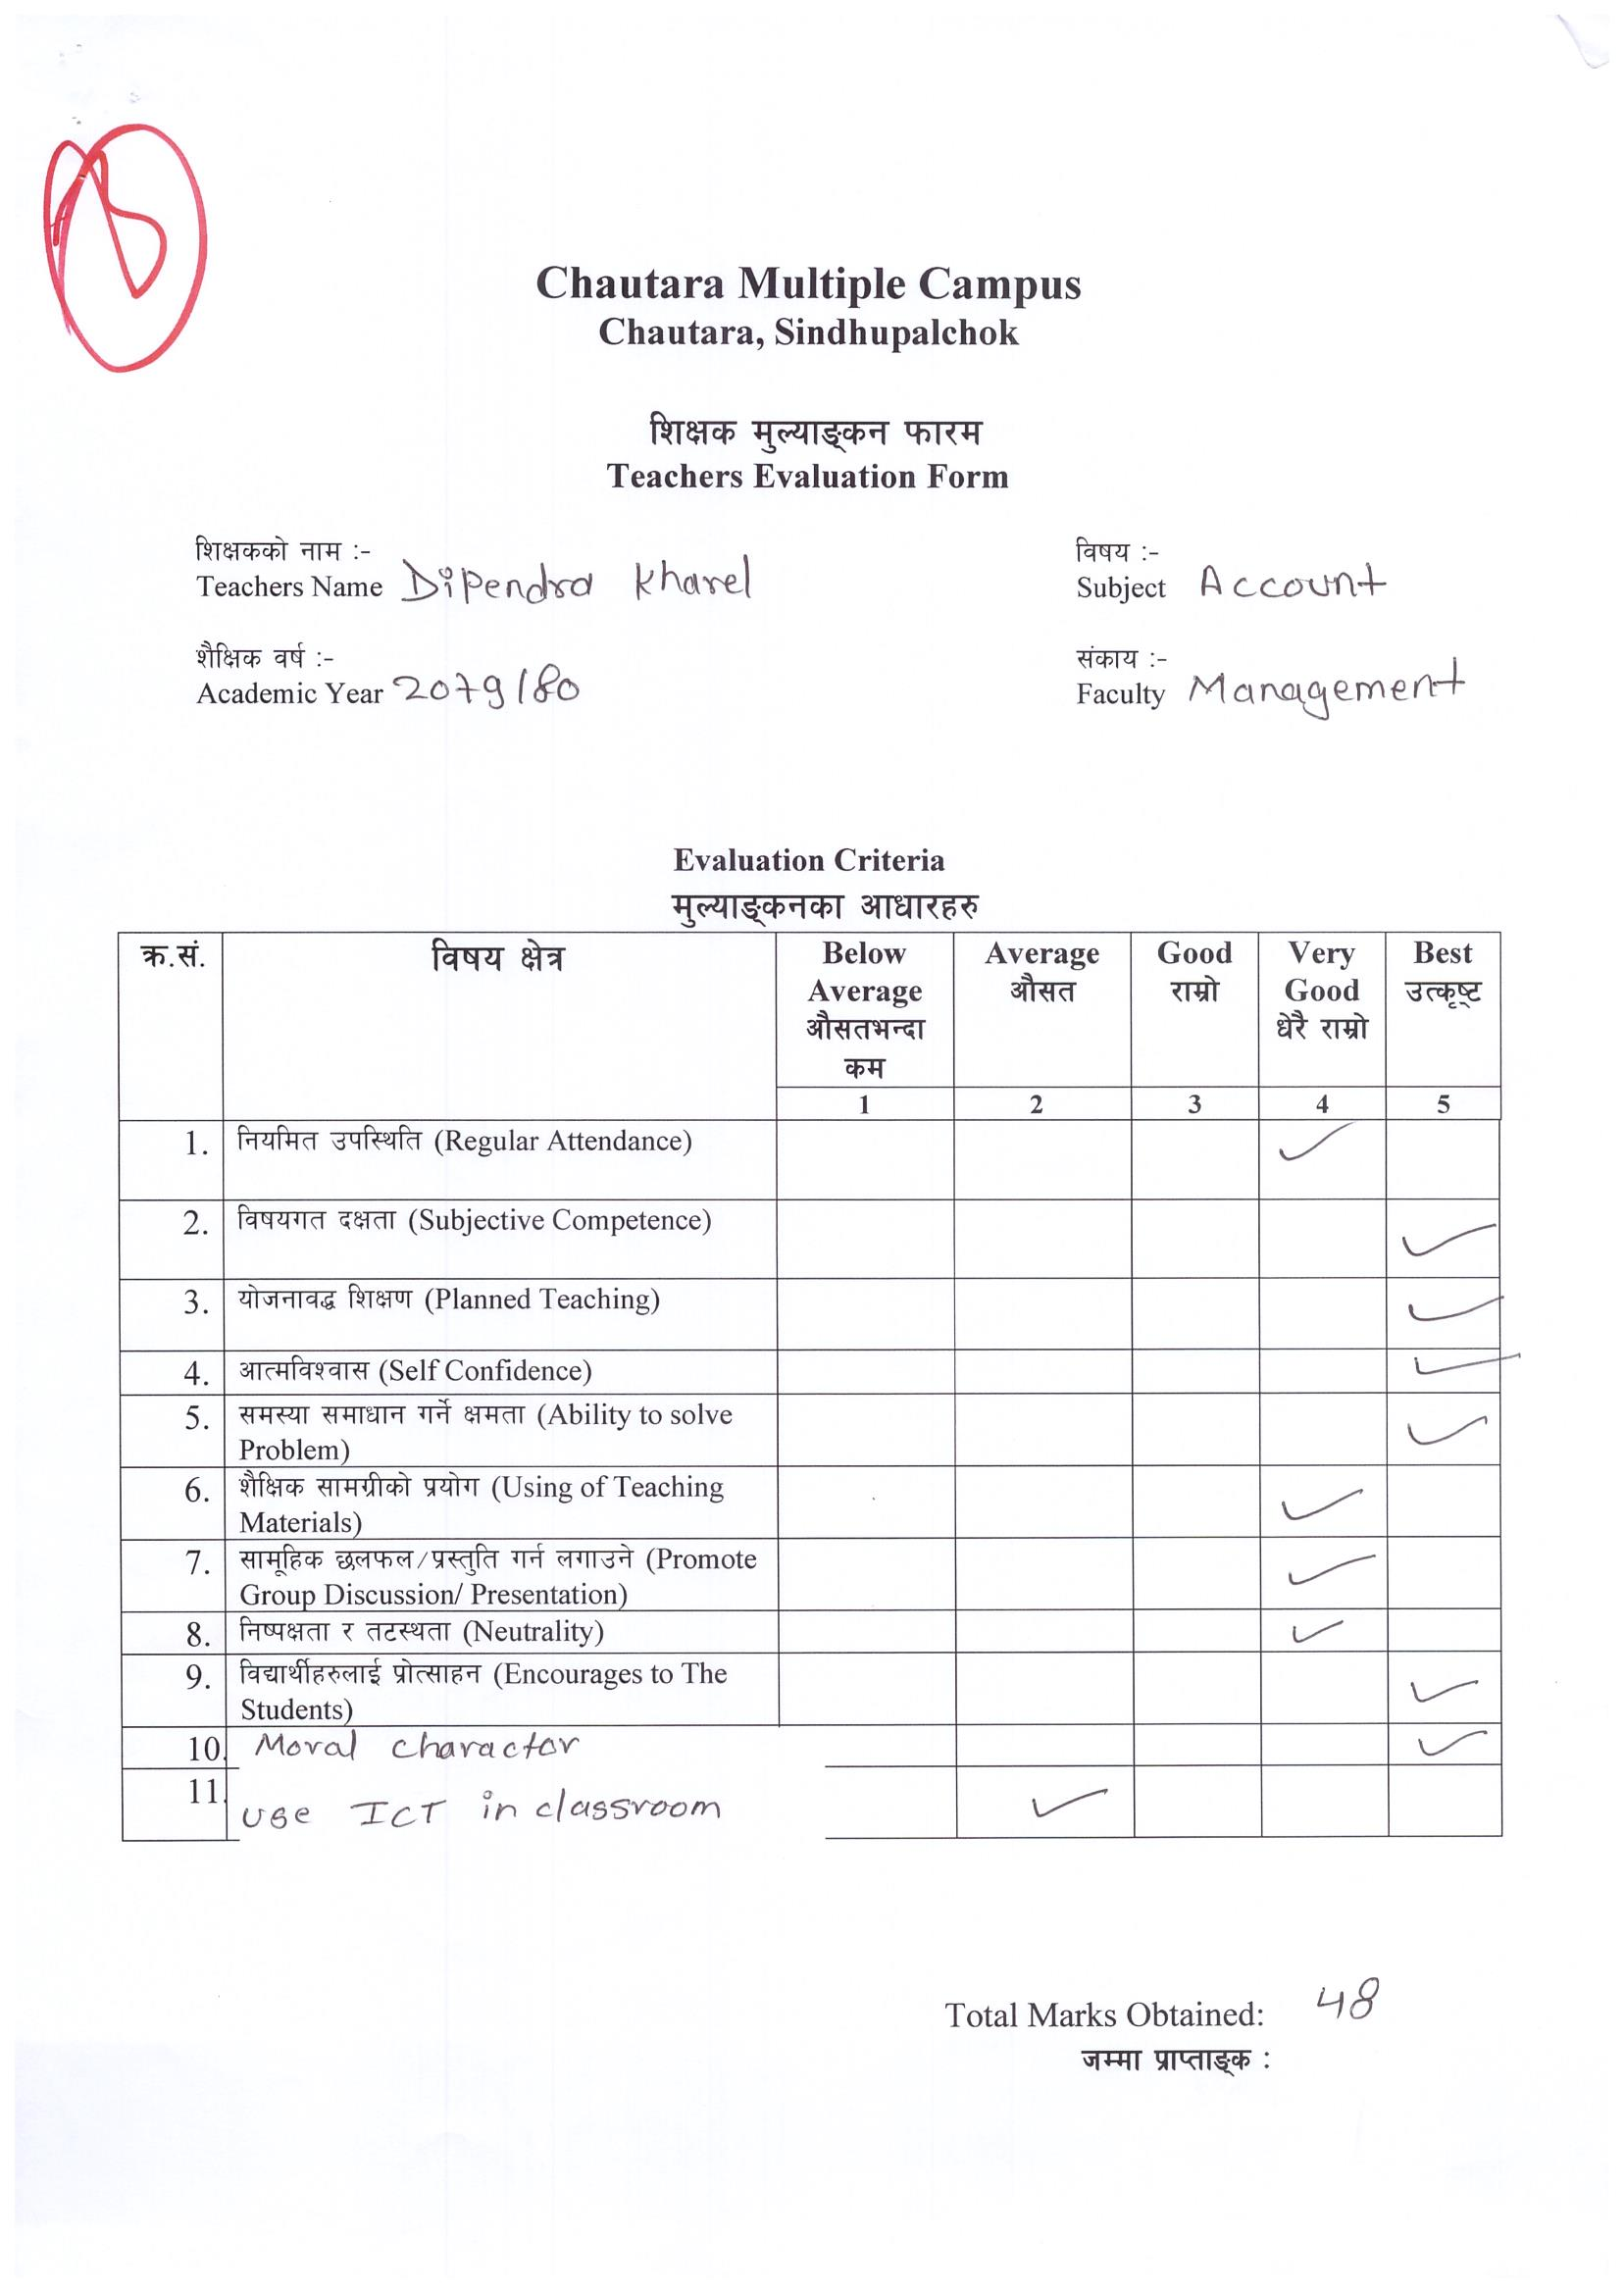 Chautara Multiple Campus
Chautara, Sindhupalchok
शिक्षक मुल्याङ्कन फारम
Teachers Evaluation Form
शिक्षकको नाम :-
Teachers Name Dipendra Kharel
विषय :-
Subject Account
शैक्षिक वर्ष :-
Academic Year 2079/80
संकाय :-
Faculty Management
Evaluation Criteria
मुल्याङ्कनका आधारहरु
क्र.सं. विषय क्षेत्र Below Average औसतभन्दा कम Average औसत Good राम्रो Very Good धेरै राम्रो Best उत्कृष्ट
1 2 3 4 5
1. नियमित उपस्थिति (Regular Attendance) ✓
2. विषयगत दक्षता (Subjective Competence) ✓
3. योजनावद्ध शिक्षण (Planned Teaching) ✓
4. आत्मविश्वास (Self Confidence) ✓
5. समस्या समाधान गर्ने क्षमता (Ability to solve
Problem) ✓
6. शैक्षिक सामग्रीको प्रयोग (Using of Teaching
Materials) ✓
7. सामूहिक छलफल/प्रस्तुति गर्न लगाउने (Promote
Group Discussion/ Presentation) ✓
8. निष्पक्षता र तटस्थता (Neutrality) ✓
9. विद्यार्थीहरुलाई प्रोत्साहन (Encourages to The
Students) ✓
10. Moral charactor ✓
11. Use ICT in classroom ✓
Total Marks Obtained: 48
जम्मा प्राप्ताङ्क :